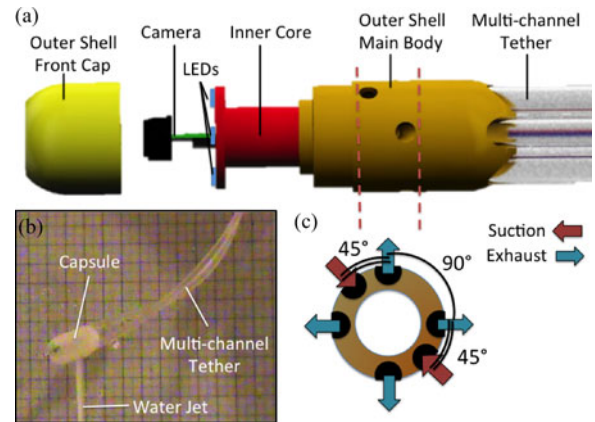 (a)
Outer Shell
Front Cap
Camera
LEDs
Inner Core
Outer Shell
Main Body
Multi-channel
Tether
(b)
Capsule
Multi-channel
Tether
Water Jet
(c)
Suction
Exhaust
45°
90°
45°